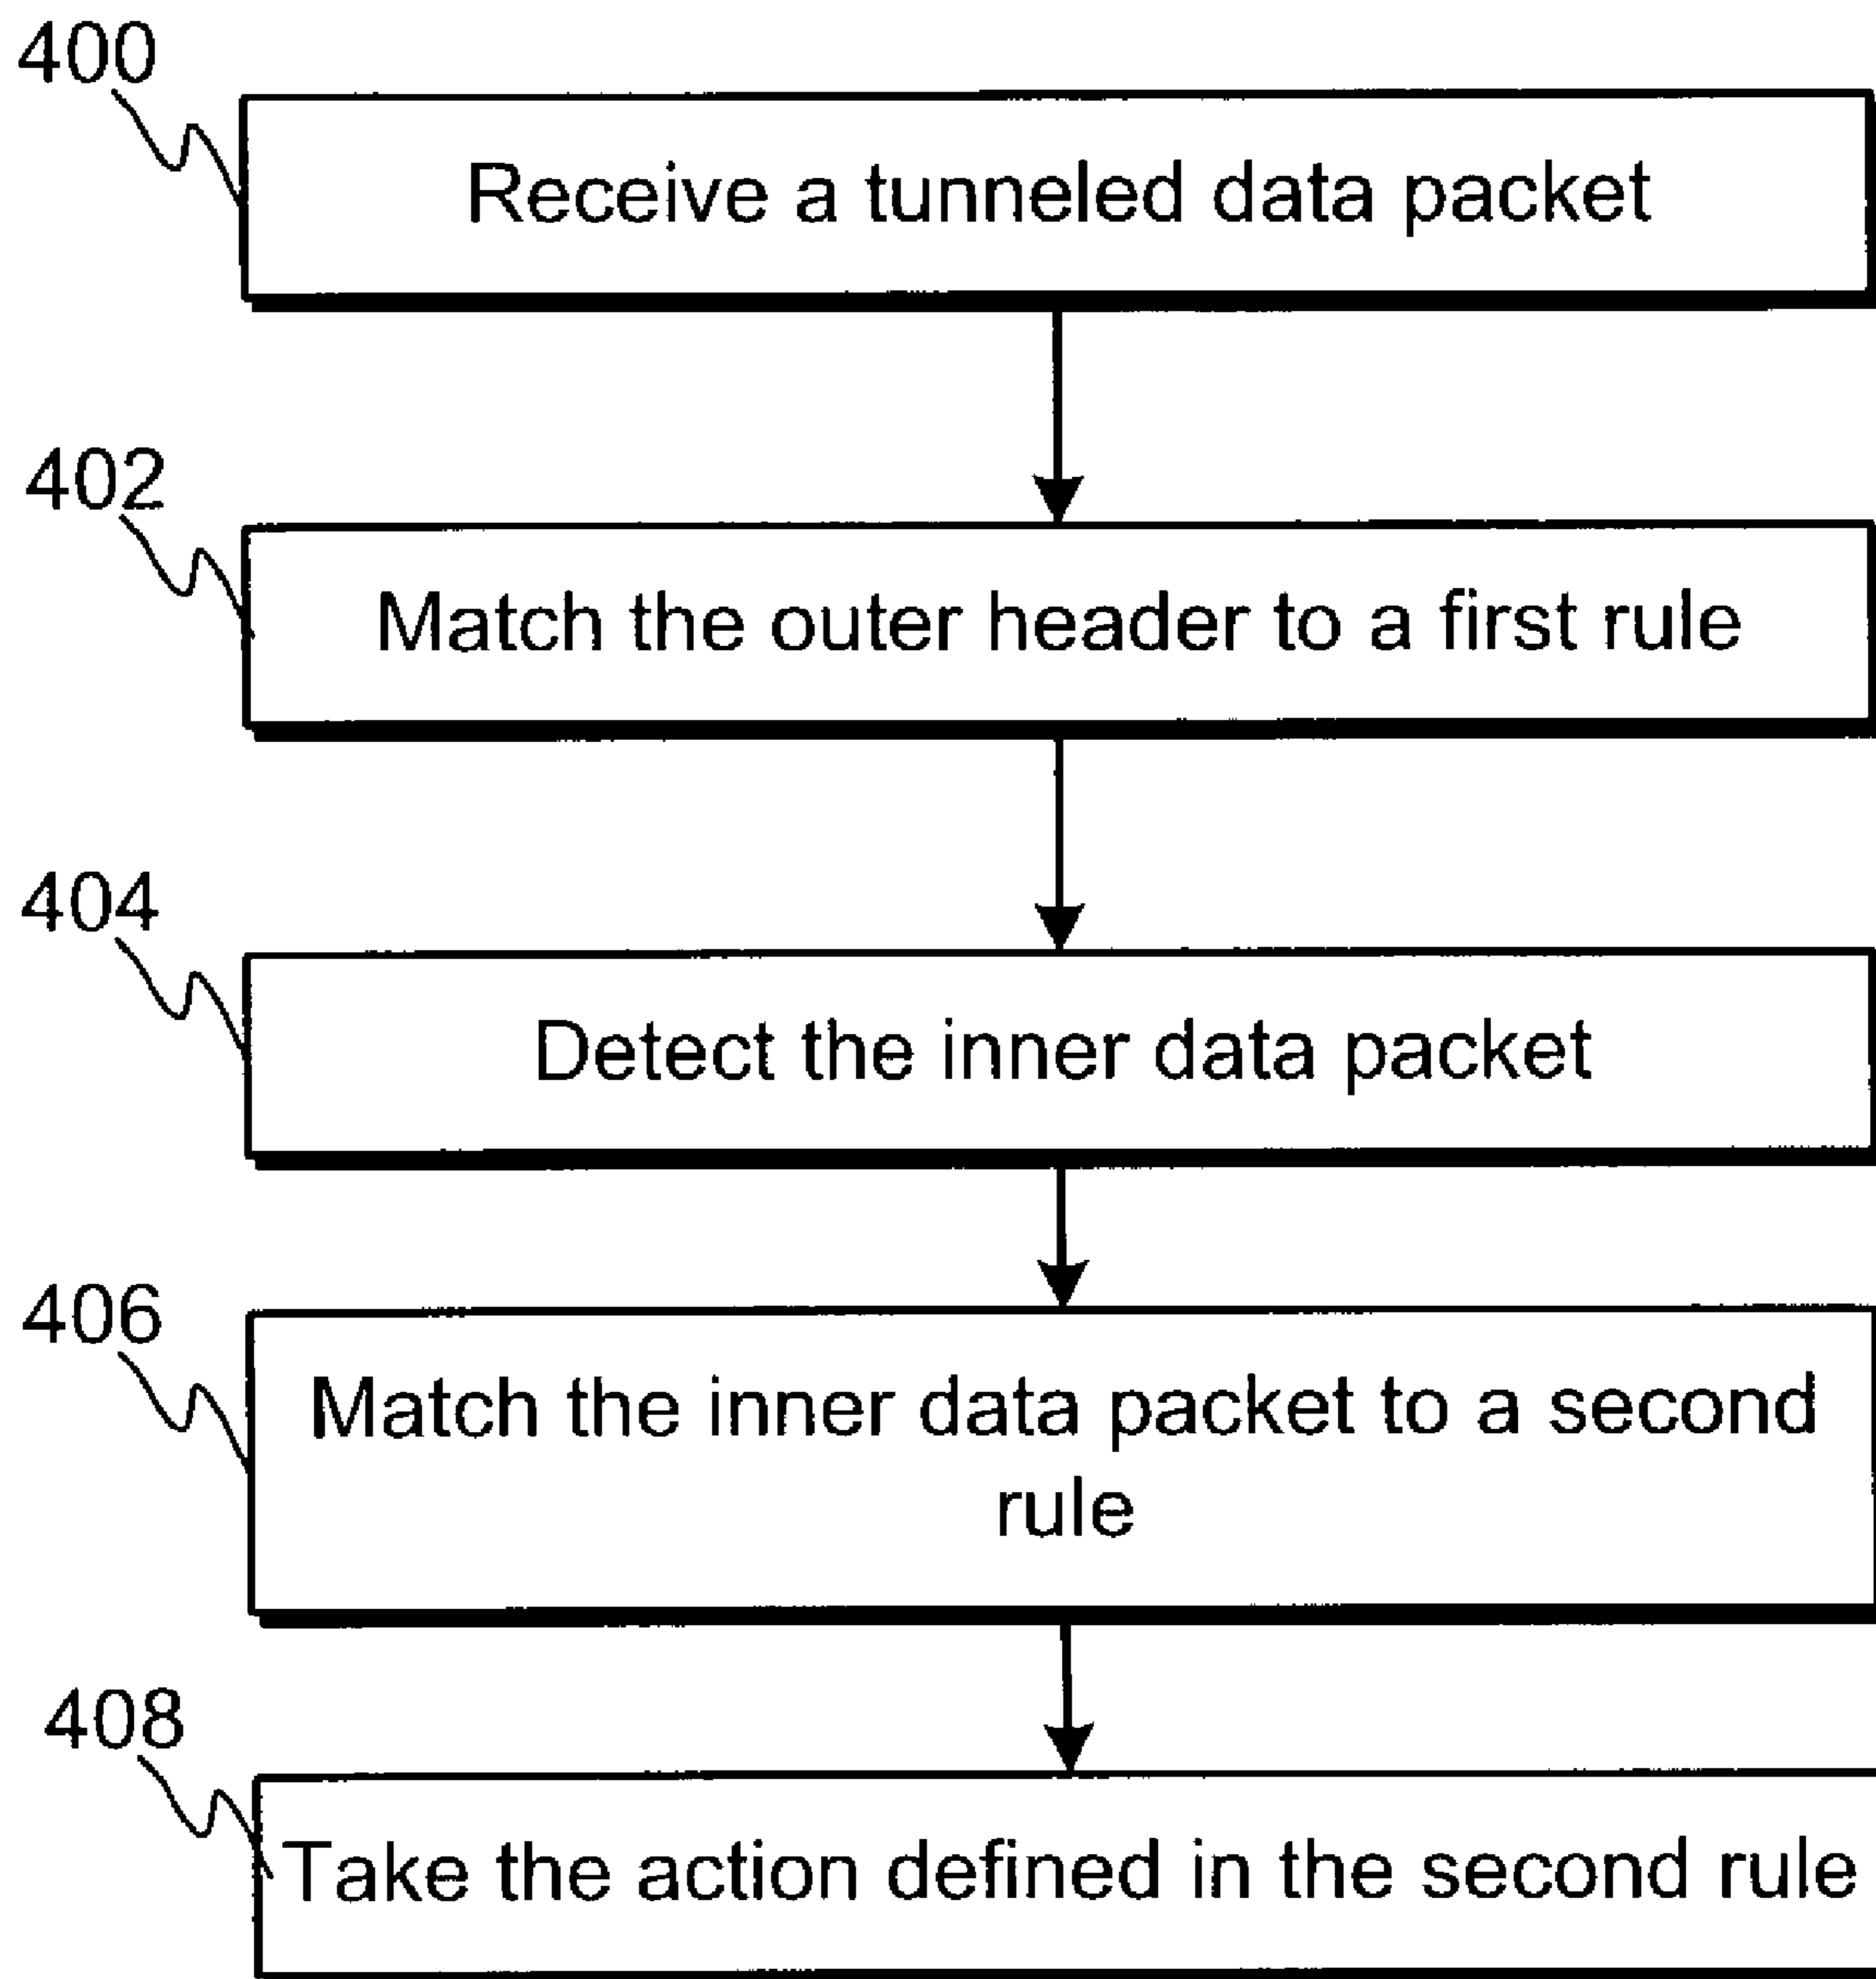 400
Receive a tunneled data packet
402
Match the outer header to a first rule
404
Detect the inner data packet
406
Match the inner data packet to a second
rule
408
Take the action defined in the second rule